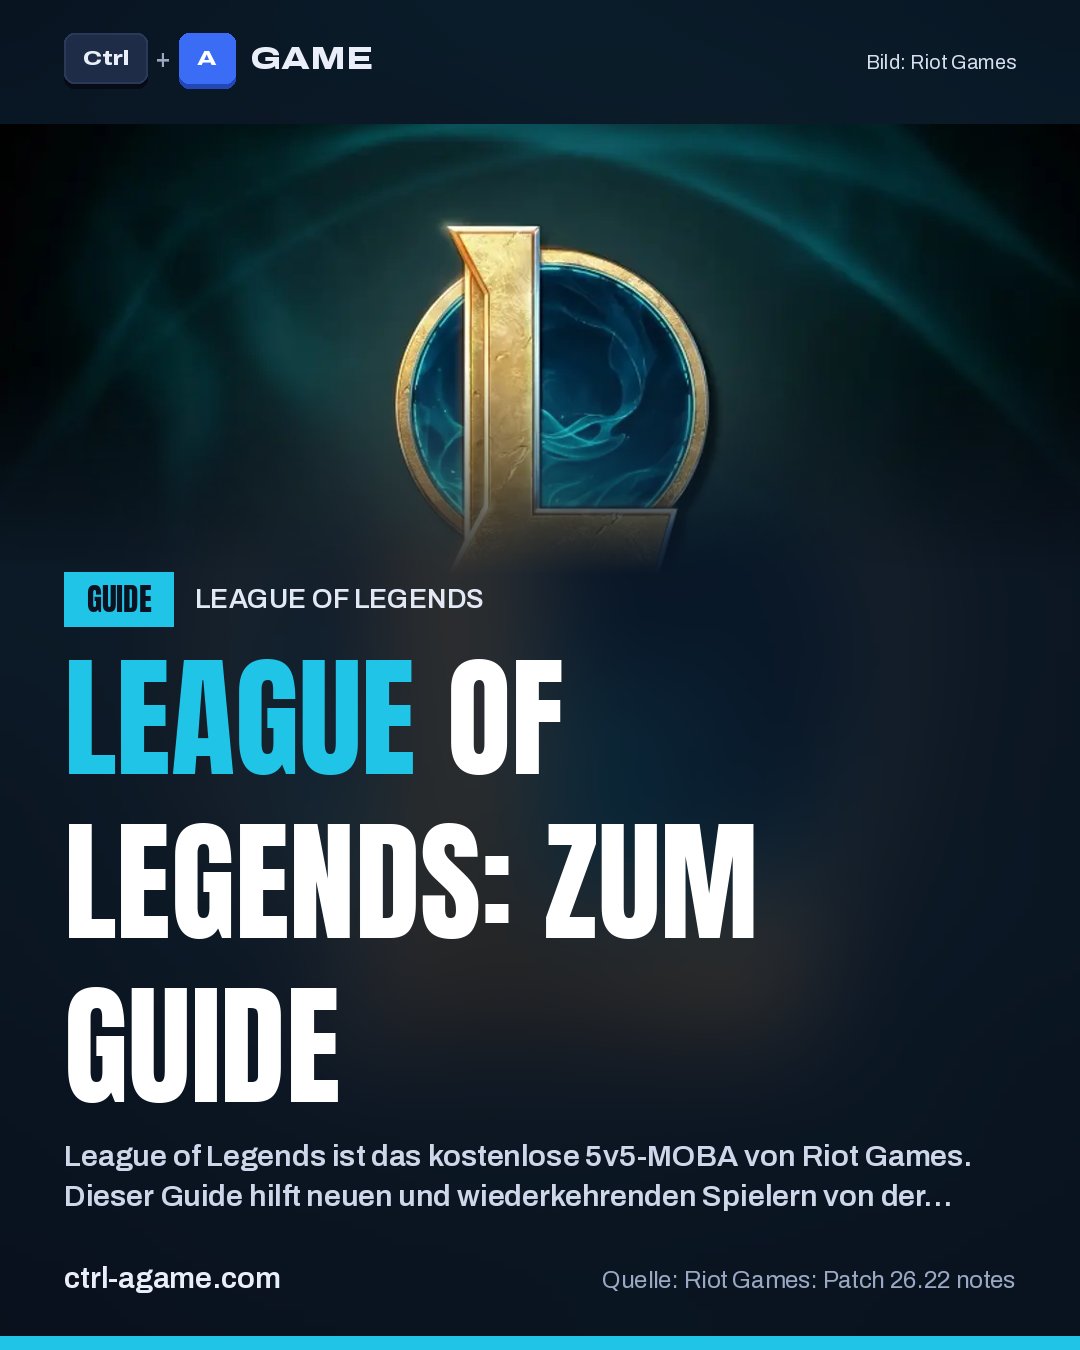 Ctrl + A GAME
Bild: Riot Games
GUIDE LEAGUE OF LEGENDS
LEAGUE OF
LEGENDS: ZUM
GUIDE
League of Legends ist das kostenlose 5v5-MOBA von Riot Games.
Dieser Guide hilft neuen und wiederkehrenden Spielern von der...
ctrl-agame.com
Quelle: Riot Games: Patch 26.22 notes